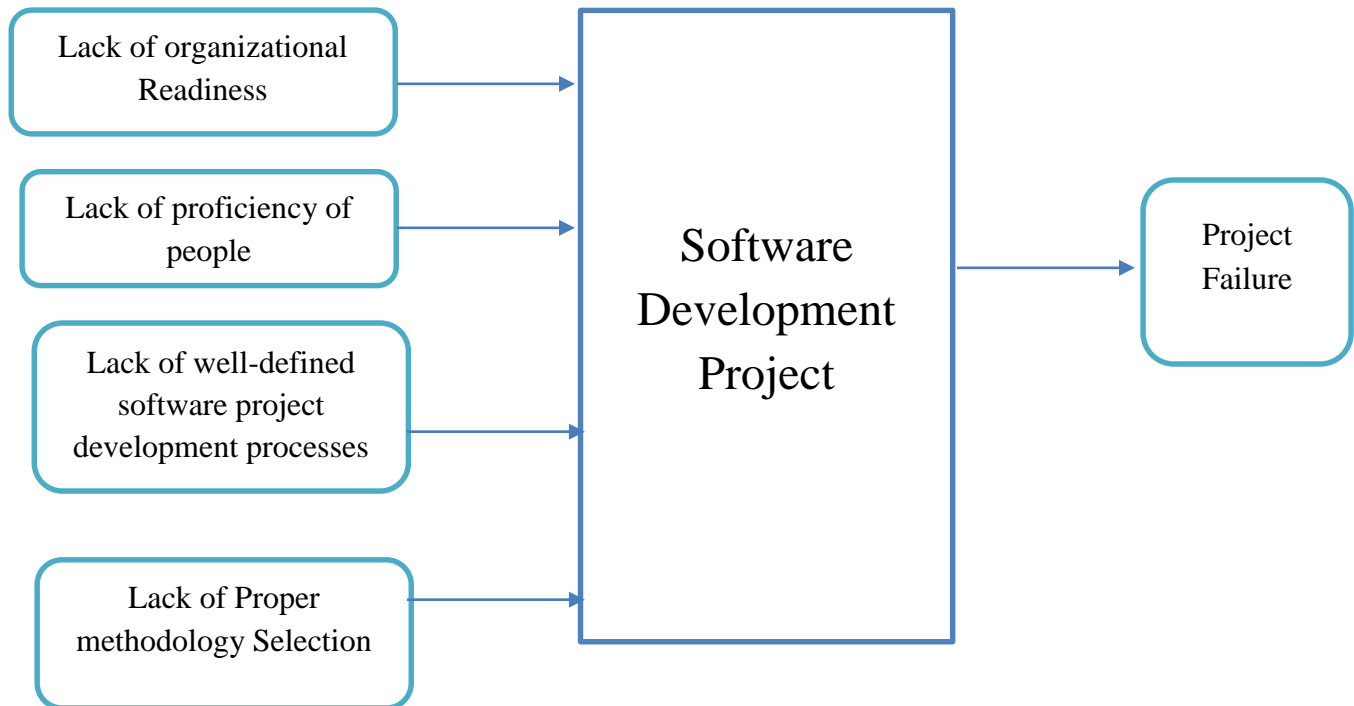 Lack of organizational
Readiness
Lack of proficiency of
people
Lack of well-defined
software project
development processes
Lack of Proper
methodology Selection
Software
Development
Project
Project
Failure